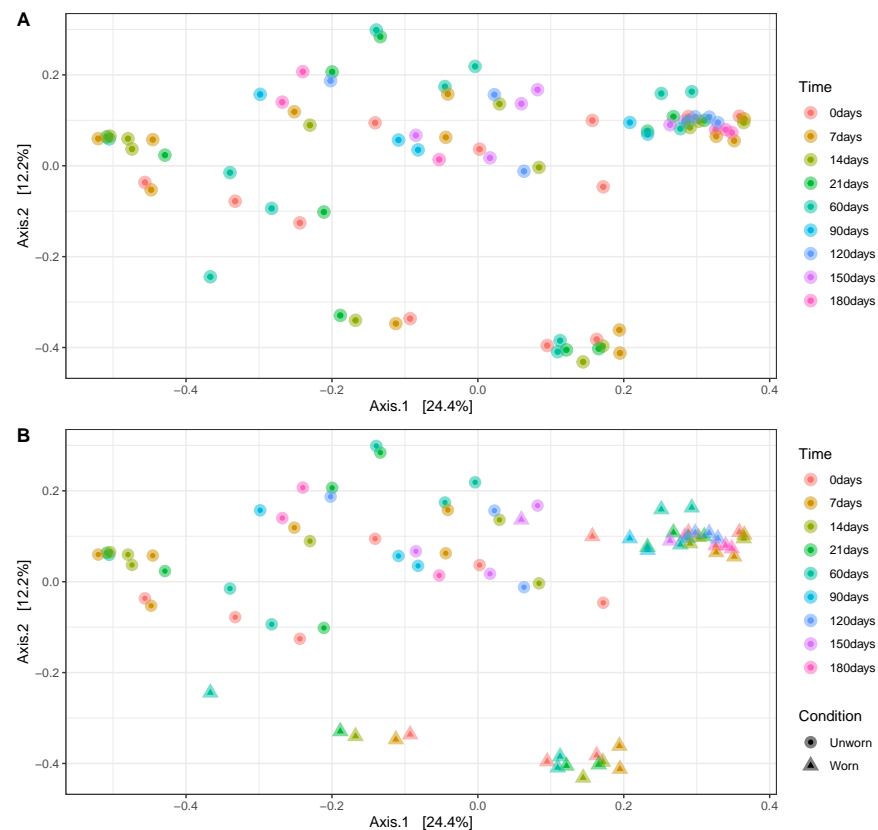 A
0.2
0.0
−0.2
−0.4
Axis.2 [12.2%]
−0.4 −0.2 0.0 0.2 0.4
Axis.1 [24.4%]
Time
0days
7days
14days
21days
60days
90days
120days
150days
180days
B
0.2
0.0
−0.2
−0.4
Axis.2 [12.2%]
−0.4 −0.2 0.0 0.2 0.4
Axis.1 [24.4%]
Time
0days
7days
14days
21days
60days
90days
120days
150days
180days
Condition
Unworn
Worn